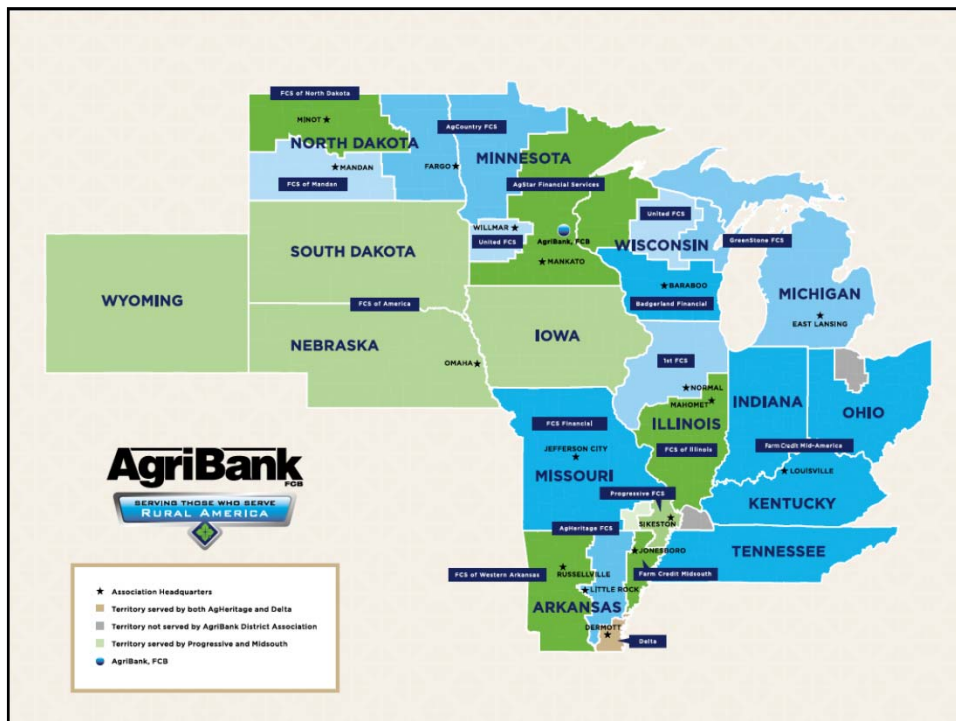 FCS of North Dakota
MINOT
NORTH DAKOTA
AgCountry FCS
MINNESOTA
MANDAN
FARGO
FCS of Mandan
AgStar Financial Services
WILLMAR
United FCS
United FCS
AgriBank, FCB
WISCONSIN
GreenStone FCS
SOUTH DAKOTA
MANKATO
BARABOO
MICHIGAN
WYOMING
FCS of America
Badgerland Financial
EAST LANSING
NEBRASKA
IOWA
OMAHA
1st FCS
NORMAL
MAHOMET
INDIANA
OHIO
FCS Financial
ILLINOIS
JEFFERSON CITY
FCS of Illinois
FarmCredit Mid-America
MISSOURI
LOUISVILLE
Progressive FCS
KENTUCKY
SIKESTON
AgHeritage FCS
JONESBORO
TENNESSEE
FCS of Western Arkansas
RUSSELLVILLE
Farm Credit Midsouth
LITTLE ROCK
ARKANSAS
DERMOTT
Delta
AgriBank
FCB
SERVING THOSE WHO SERVE
RURAL AMERICA
Association Headquarters
Territory served by both AgHeritage and Delta
Territory not served by AgriBank District Association
Territory served by Progressive and Midsouth
AgriBank, FCB